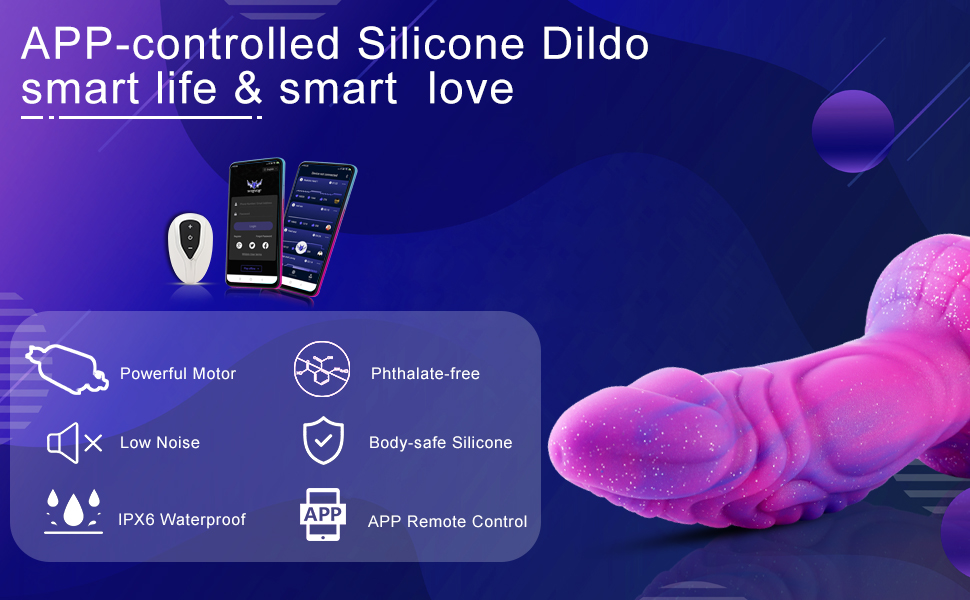 APP-controlled Silicone Dildo
smart life & smart love
Powerful Motor
Phthalate-free
Low Noise
Body-safe Silicone
IPX6 Waterproof
APP
APP Remote Control